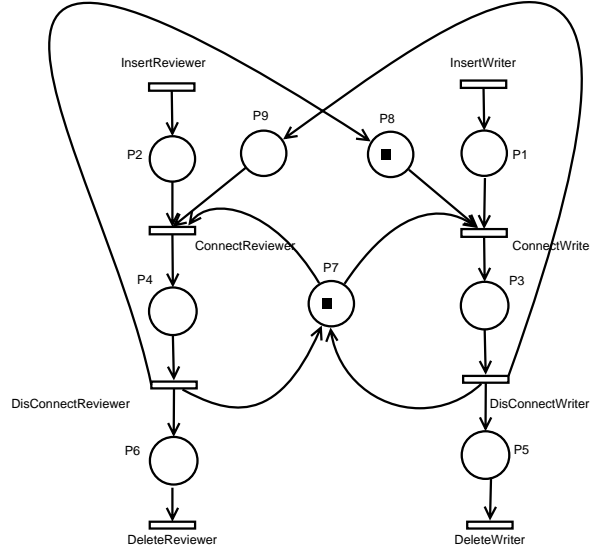 InsertReviewer
InsertWriter
P9
P8
P2
P1
ConnectReviewer
ConnectWrite
P7
P4
P3
DisConnectReviewer
DisConnectWriter
P6
P5
DeleteReviewer
DeleteWriter